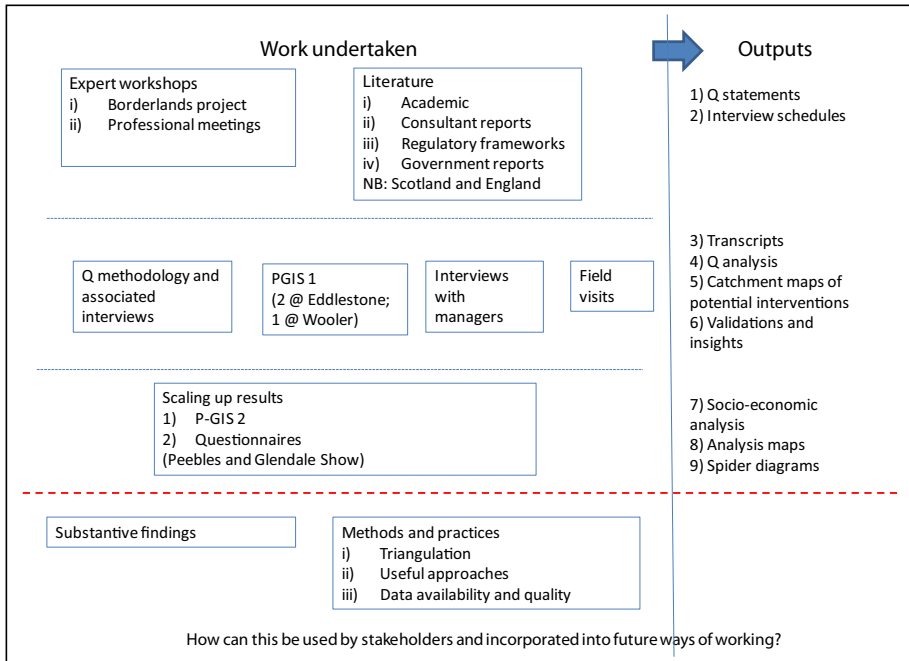 Work undertaken
Outputs
Expert workshops
i) Borderlands project
ii) Professional meetings
Literature
i) Academic
ii) Consultant reports
iii) Regulatory frameworks
iv) Government reports
NB: Scotland and England
1) Q statements
2) Interview schedules
Q methodology and
associated
interviews
PGIS 1
(2 @ Eddlestone;
1 @ Wooler)
Interviews
with
managers
Field
visits
3) Transcripts
4) Q analysis
5) Catchment maps of
potential interventions
6) Validations and
insights
Scaling up results
1) P-GIS 2
2) Questionnaires
(Peebles and Glendale Show)
7) Socio-economic
analysis
8) Analysis maps
9) Spider diagrams
Substantive findings
Methods and practices
i) Triangulation
ii) Useful approaches
iii) Data availability and quality
How can this be used by stakeholders and incorporated into future ways of working?